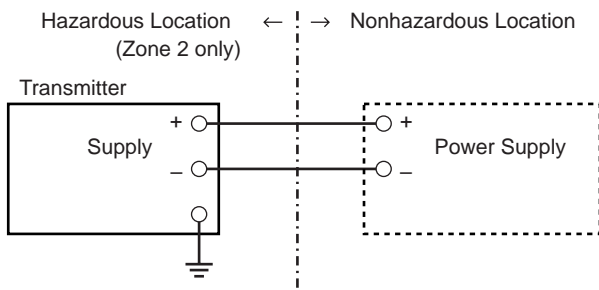 Hazardous Location ← → Nonhazardous Location
(Zone 2 only)
Transmitter
+ +
Supply Power Supply
– –